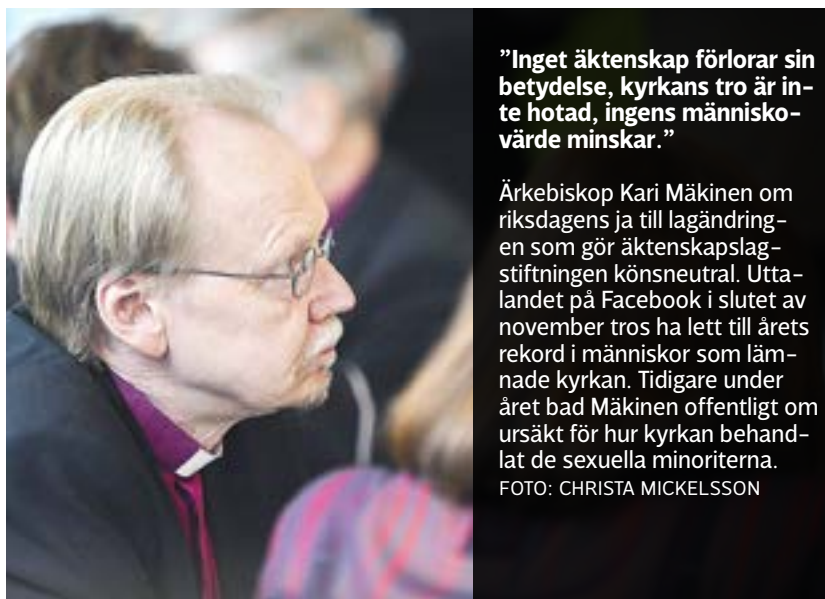 ”Inget äktenskap förlorar sin
betydelse, kyrkans tro är in-
te hotad, ingens människo-
värde minskar.”
Ärkebiskop Kari Mäkinen om
riksdagens ja till lagändring-
en som gör äktenskapslag-
stiftningen könsneutral. Utta-
landet på Facebook i slutet av
november tros ha lett till årets
rekord i människor som läm-
nade kyrkan. Tidigare under
året bad Mäkinen offentligt om
ursäkt för hur kyrkan behand-
lat de sexuella minoriterna.
FOTO: CHRISTA MICKELSSON